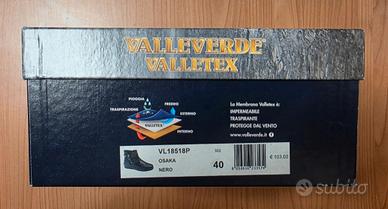 VALLEVERDE
VALLETEX
PIOGGIA
FREDDO
TRASPIRAZIONE
ESTERNO
VALLETEX
INTERNO
La Membrana Valletex è:
IMPERMEABILE
TRASPIRANTE
PROTEGGE DAL VENTO
www.valleverde.it
VL18518P
OSAKA
NERO
40
€ 103,00
subito